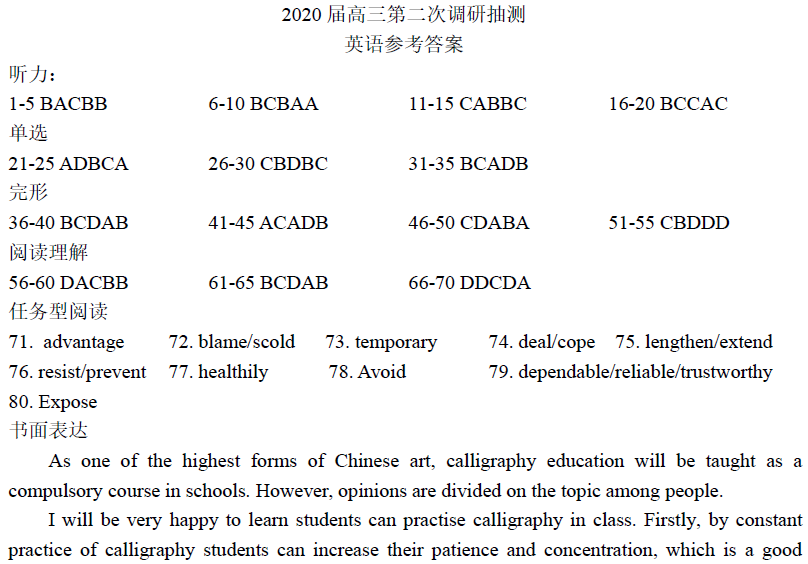 2020 届高三第二次调研抽测
英语参考答案
听力：
1-5 BACBB 6-10 BCBAA 11-15 CABBC 16-20 BCCAC
单选
21-25 ADBCA 26-30 CBDBC 31-35 BCADB
完形
36-40 BCDAB 41-45 ACADB 46-50 CDABA 51-55 CBDDD
阅读理解
56-60 DACBB 61-65 BCDAB 66-70 DDCDA
任务型阅读
71. advantage 72. blame/scold 73. temporary 74. deal/cope 75. lengthen/extend
76. resist/prevent 77. healthily 78. Avoid 79. dependable/reliable/trustworthy
80. Expose
书面表达
As one of the highest forms of Chinese art, calligraphy education will be taught as a
compulsory course in schools. However, opinions are divided on the topic among people.
I will be very happy to learn students can practise calligraphy in class. Firstly, by constant
practice of calligraphy students can increase their patience and concentration, which is a good